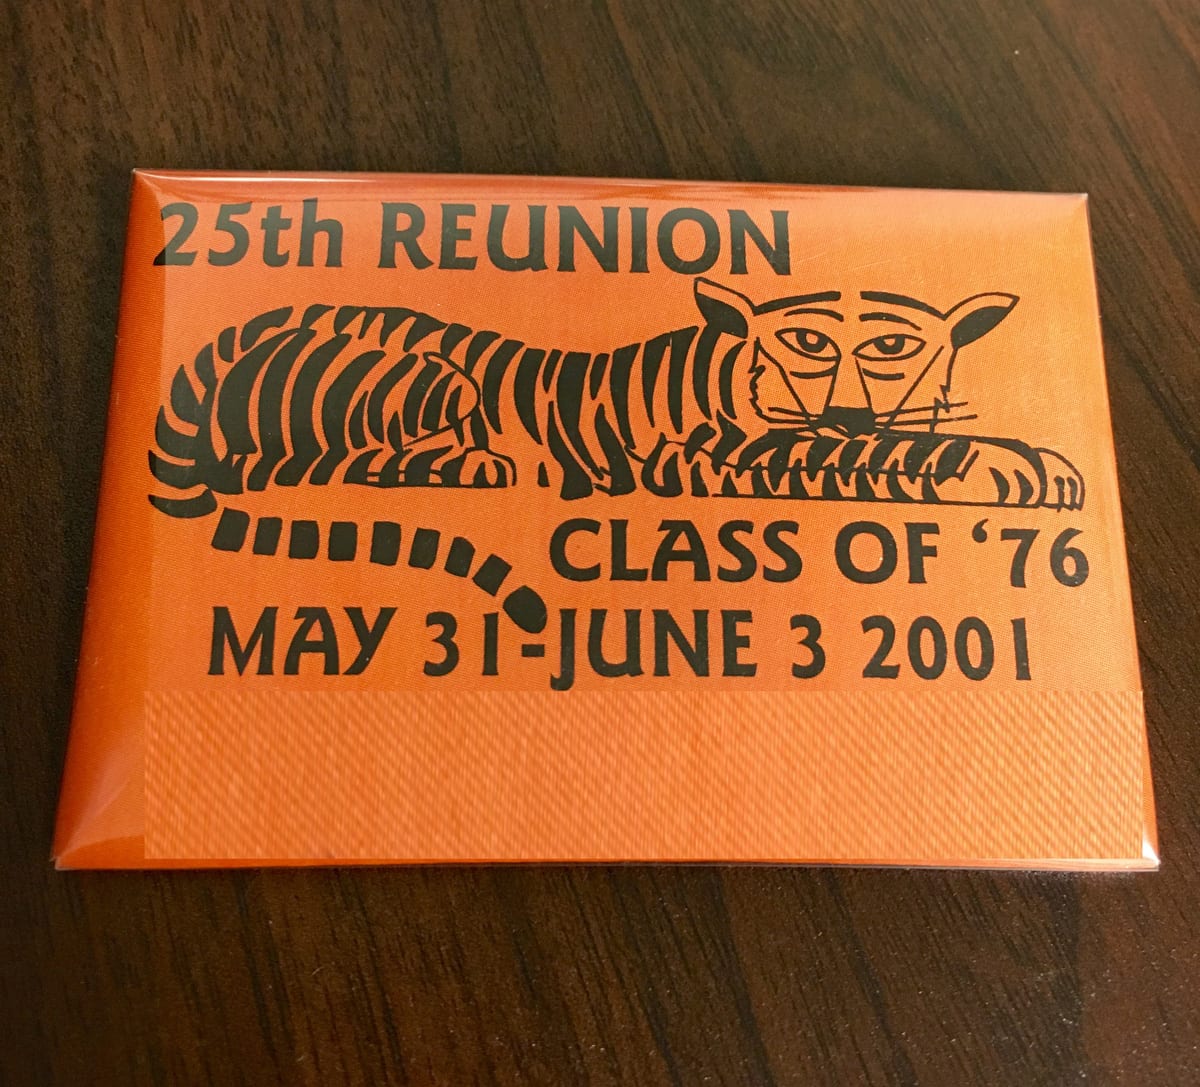 25th REUNION
CLASS OF ‘76
MAY 31-JUNE 3 2001